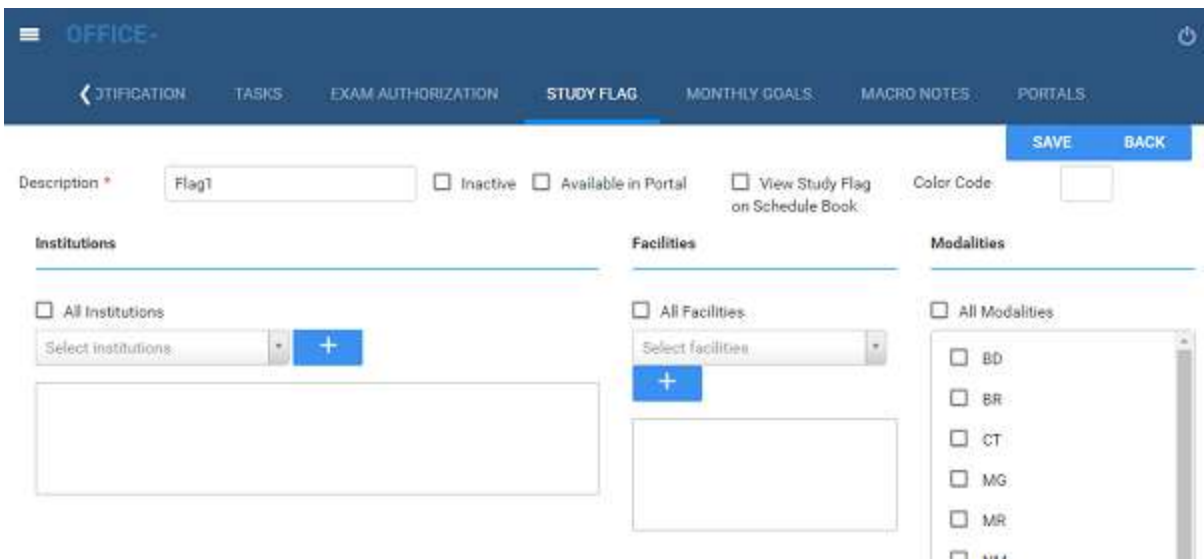 OFFICE-
OTIFICATION TASKS EXAM AUTHORIZATION STUDY FLAG MONTHLY GOALS MACRO NOTES PORTALS
SAVE BACK
Description * Flag1 Inactive Available in Portal View Study Flag on Schedule Book Color Code
Institutions Facilities Modalities
All Institutions All Facilities All Modalities
Select institutions + Select facilities BD
+
BR
CT
MG
MR
NM